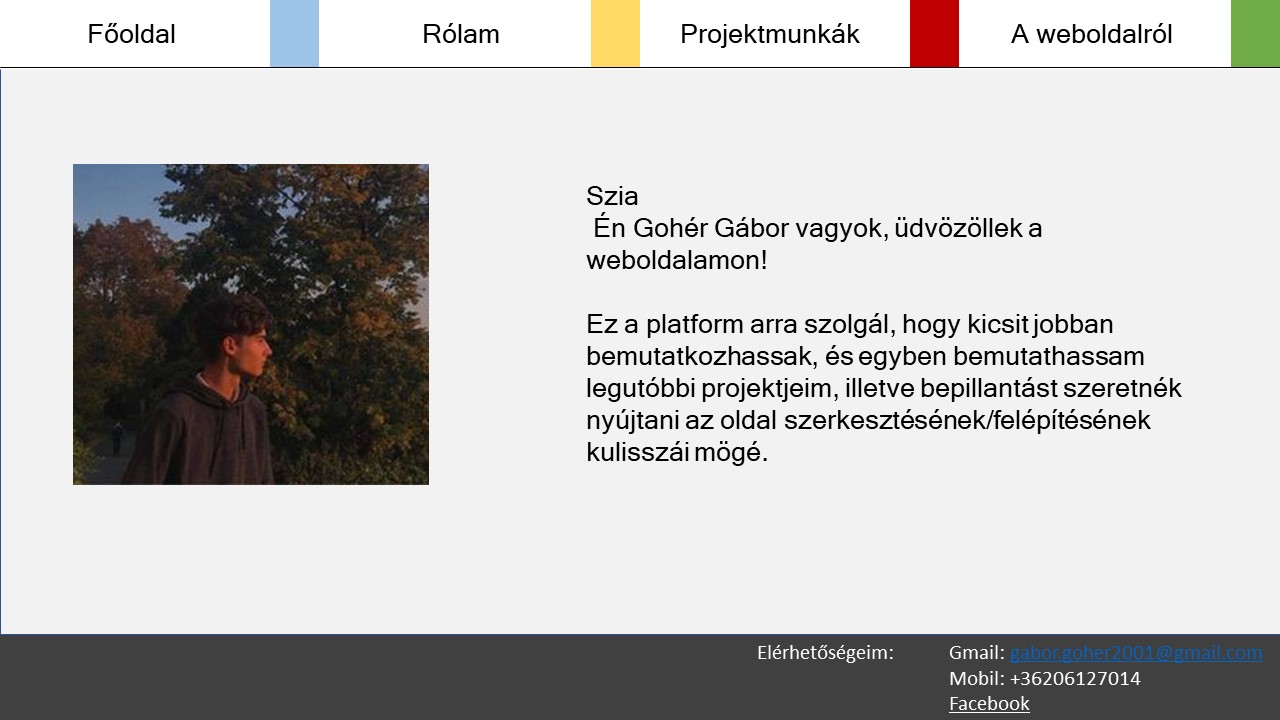 Főoldal
Rólam
Projektmunkák
A weboldalról
Szia
Én Gohér Gábor vagyok, üdvözöllek a
weboldalamon!
Ez a platform arra szolgál, hogy kicsit jobban
bemutatkozhassak, és egyben bemutathassam
legutóbbi projektjeim, illetve bepillantást szeretnék
nyújtani az oldal szerkesztésének/felépítésének
kulisszái mögé.
Elérhetőségeim:
Gmail: gabor.goher2001@gmail.com
Mobil: +36206127014
Facebook